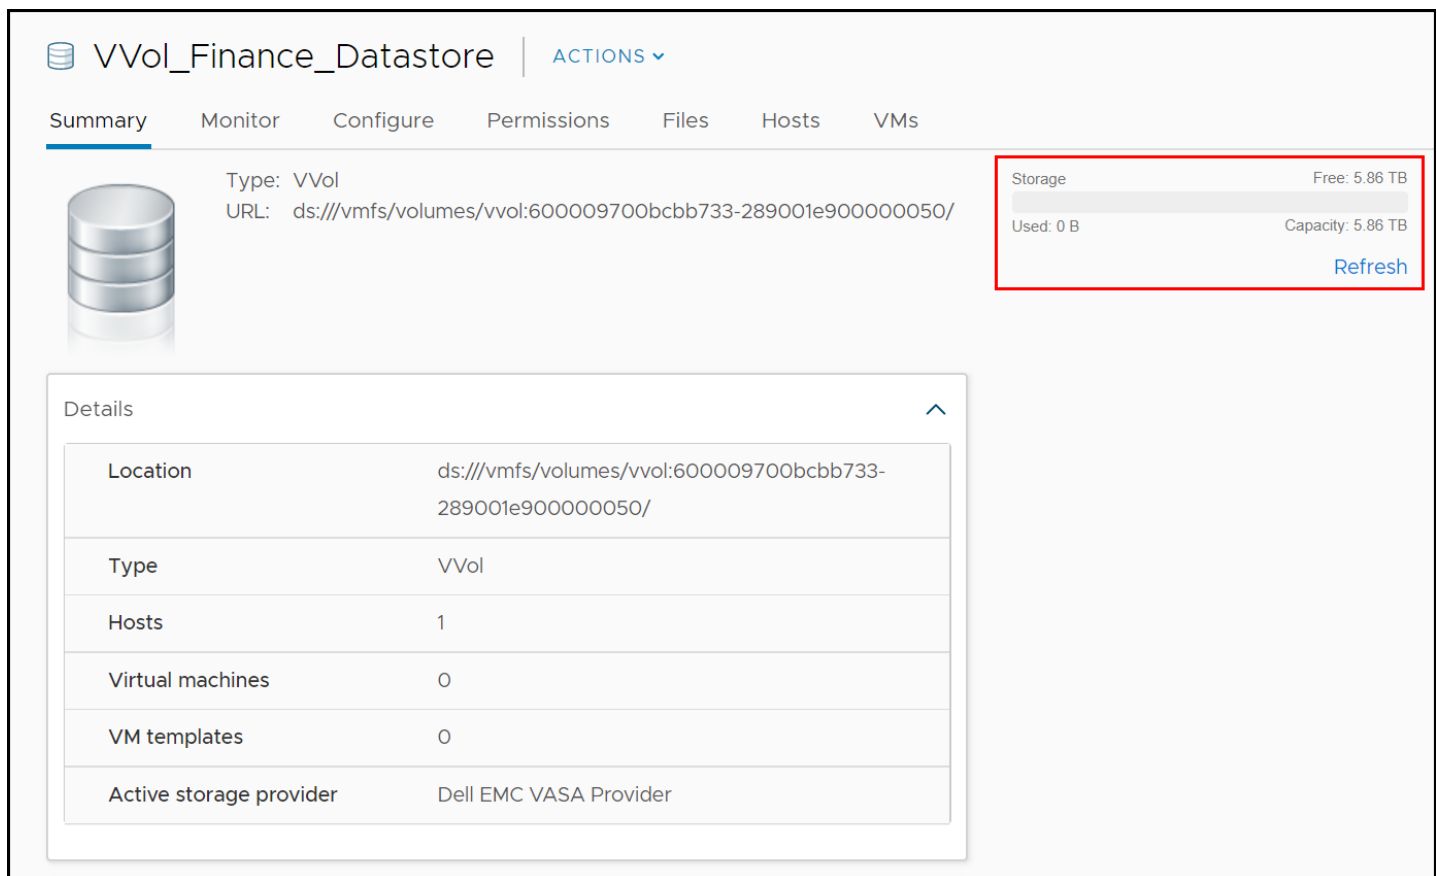 VVol_Finance_Datastore
ACTIONS
Summary Monitor Configure Permissions Files Hosts VMs
Type: VVol
URL: ds:///vmfs/volumes/vvol:600009700bcbb733-289001e900000050/
Storage Free: 5.86 TB
Used: 0 B Capacity: 5.86 TB
Refresh
Details
Location ds:///vmfs/volumes/vvol:600009700bcbb733-
289001e900000050/
Type VVol
Hosts 1
Virtual machines 0
VM templates 0
Active storage provider Dell EMC VASA Provider